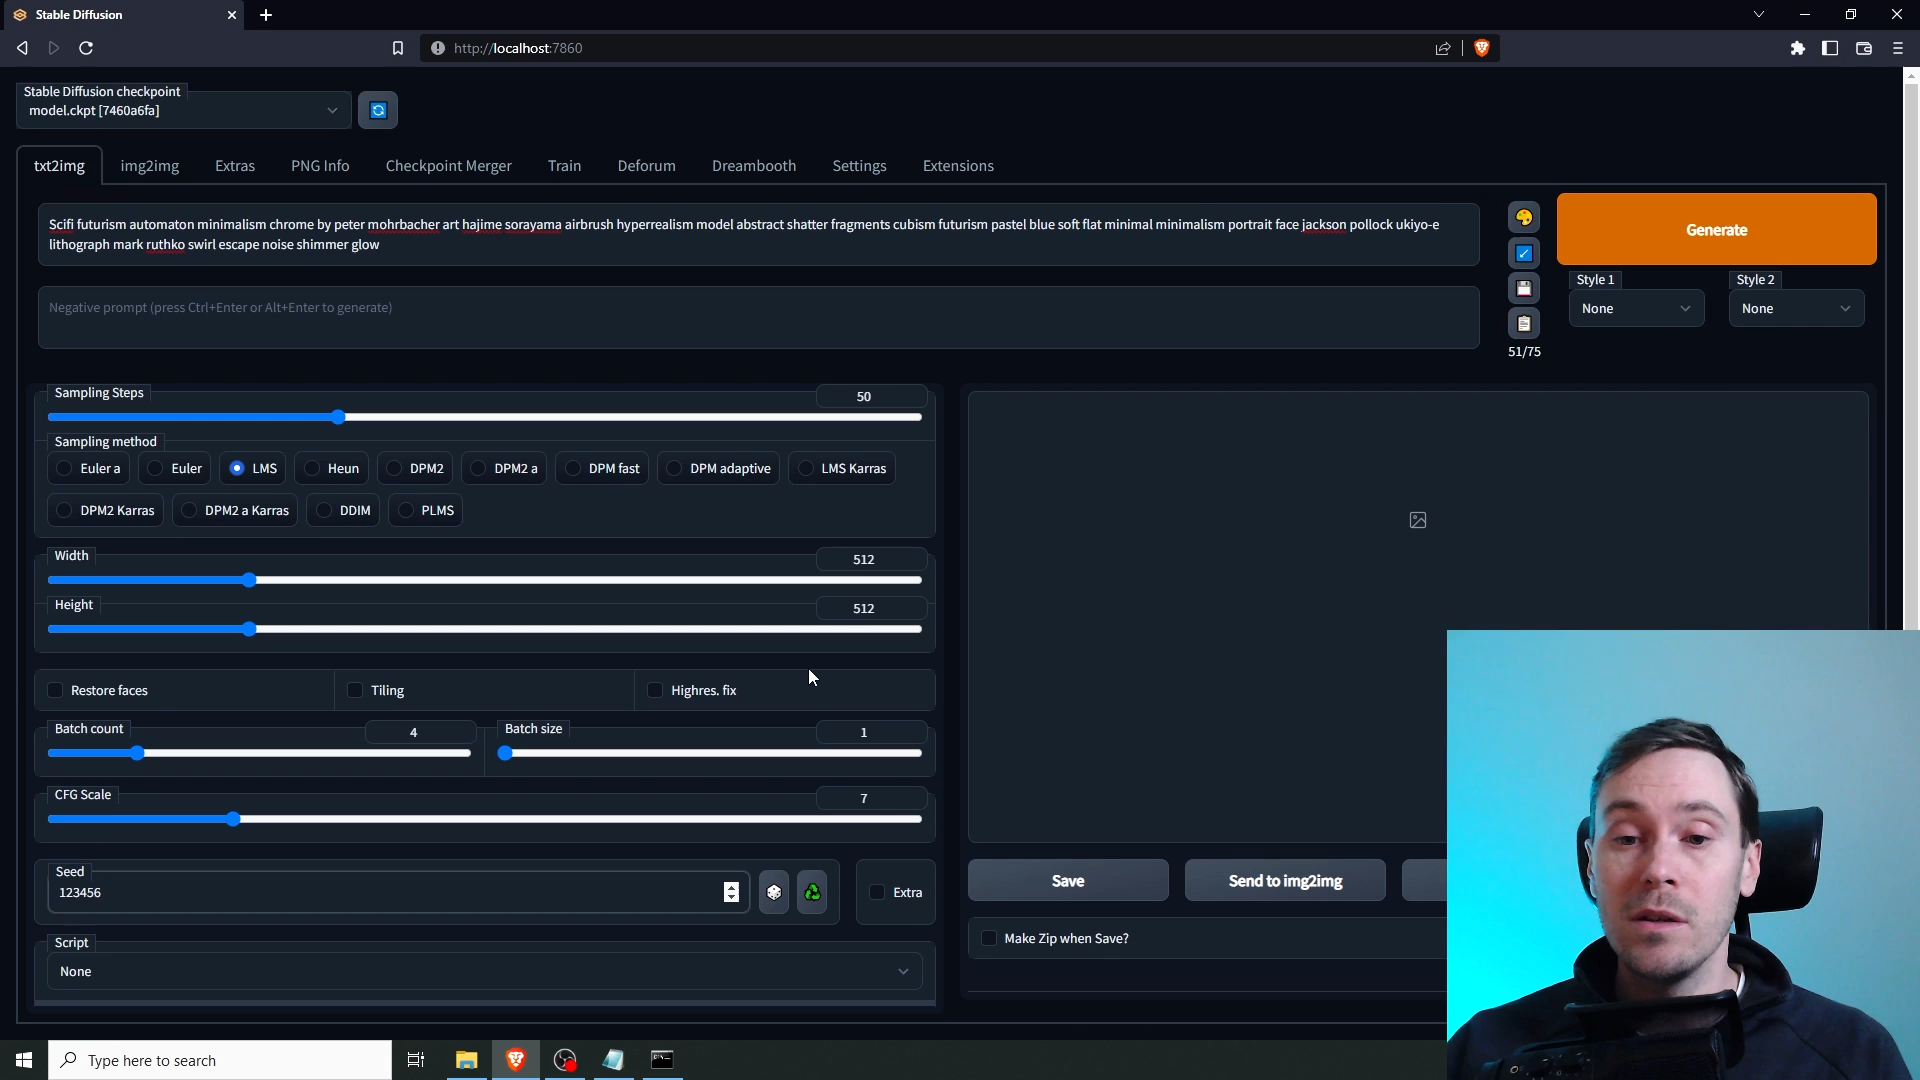 Stable Diffusion
http://localhost:7860
Stable Diffusion checkpoint
model.ckpt [7460a6fa]
txt2img
img2img
Extras
PNG Info
Checkpoint Merger
Train
Deforum
Dreambooth
Settings
Extensions
Scifi futurism automaton minimalism chrome by peter mohrbacher art hajime sorayama airbrush hyperrealism model abstract shatter fragments cubism futurism pastel blue soft flat minimal minimalism portrait face jackson pollock ukiyo-e
lithograph mark ruthko swirl escape noise shimmer glow
Negative prompt (press Ctrl+Enter or Alt+Enter to generate)
51/75
Generate
Style 1
None
Style 2
None
Sampling Steps
50
Sampling method
Euler a
Euler
LMS
Heun
DPM2
DPM2 a
DPM fast
DPM adaptive
LMS Karras
DPM2 Karras
DPM2 a Karras
DDIM
PLMS
Width
512
Height
512
Restore faces
Tiling
Highres. fix
Batch count
4
Batch size
1
CFG Scale
7
Seed
123456
Extra
Script
None
Save
Send to img2img
Make Zip when Save?
Type here to search